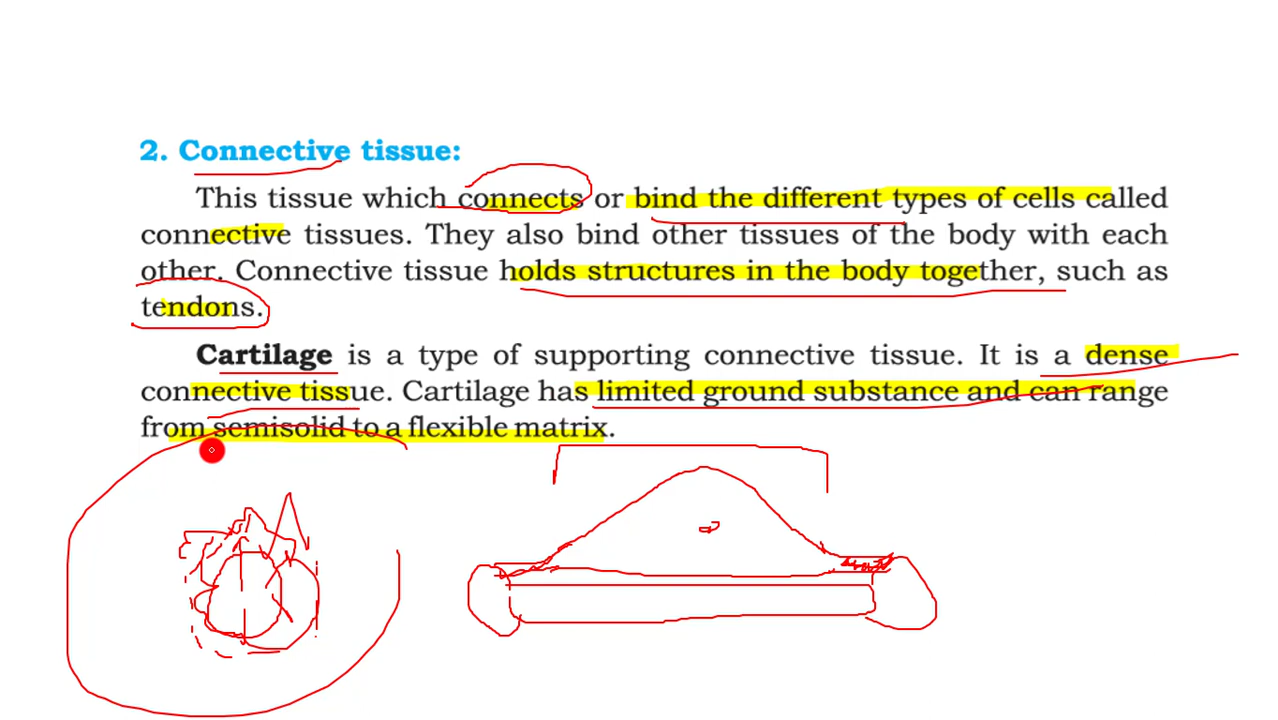 2. Connective tissue:
This tissue which connects or bind the different types of cells called
connective tissues. They also bind other tissues of the body with each
other. Connective tissue holds structures in the body together, such as
tendons.
Cartilage is a type of supporting connective tissue. It is a dense
connective tissue. Cartilage has limited ground substance and can range
from semisolid to a flexible matrix.